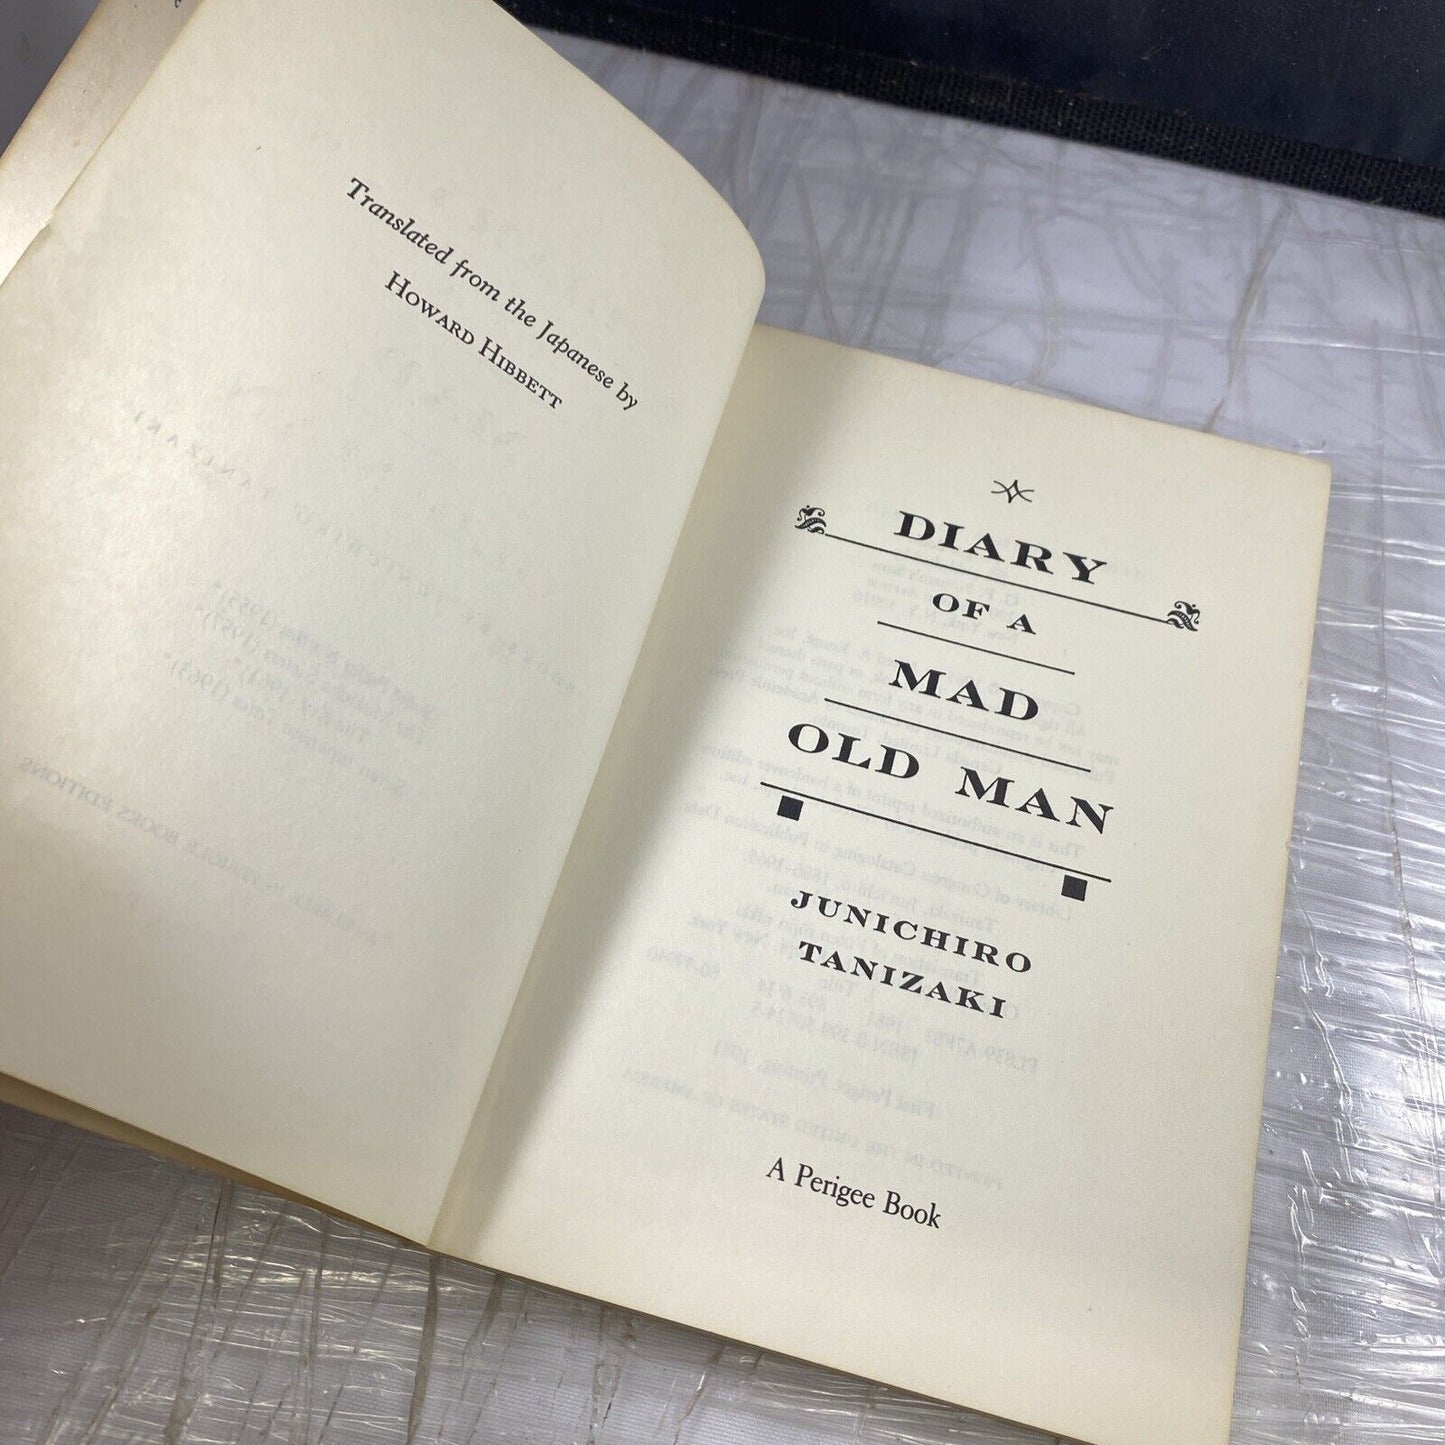 Translated from the Japanese by
HOWARD HIBBETT
DIARY
OF A
MAD
OLD MAN
JUNICHIRO
TANIZAKI
A Perigee Book